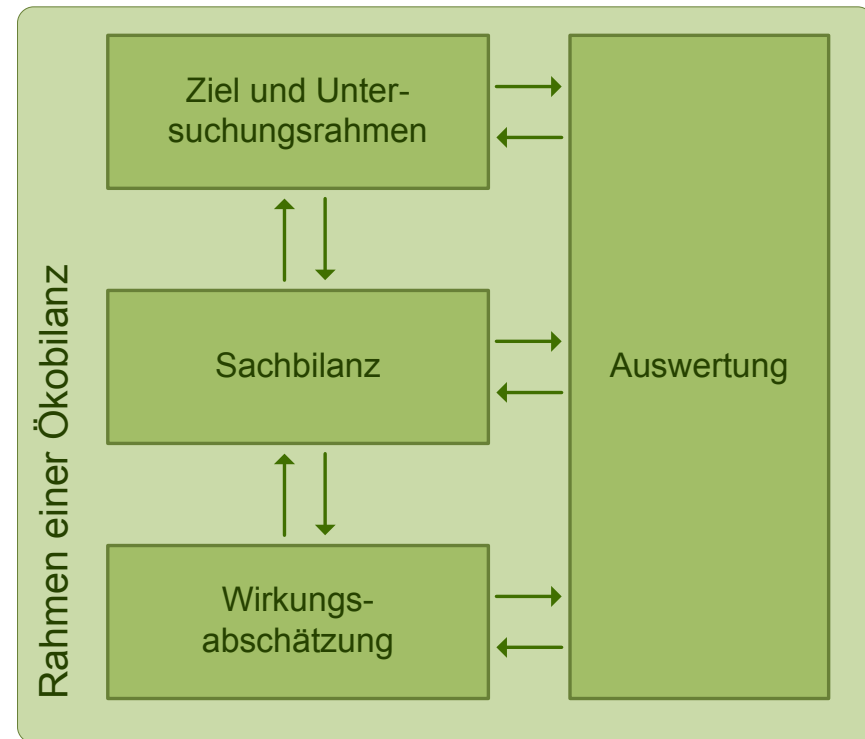 Rahmen einer Ökobilanz
Ziel und Unter-
suchungsrahmen
Sachbilanz
Wirkungs-
abschätzung
Auswertung